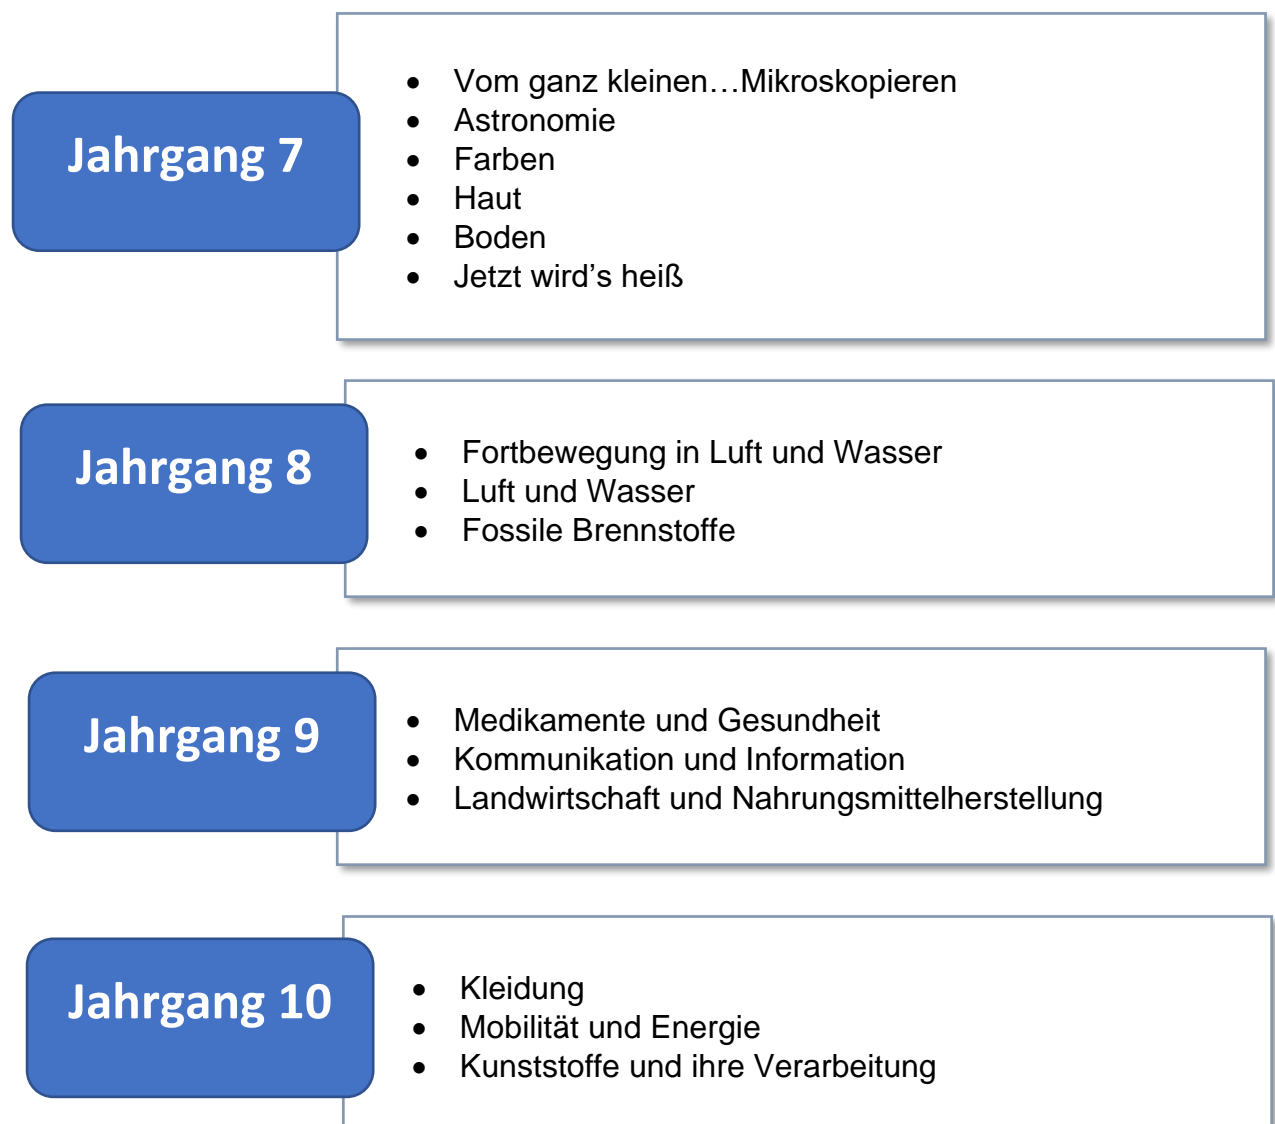 Jahrgang 7
• Vom ganz kleinen…Mikroskopieren
• Astronomie
• Farben
• Haut
• Boden
• Jetzt wird’s heiß
Jahrgang 8
• Fortbewegung in Luft und Wasser
• Luft und Wasser
• Fossile Brennstoffe
Jahrgang 9
• Medikamente und Gesundheit
• Kommunikation und Information
• Landwirtschaft und Nahrungsmittelherstellung
Jahrgang 10
• Kleidung
• Mobilität und Energie
• Kunststoffe und ihre Verarbeitung